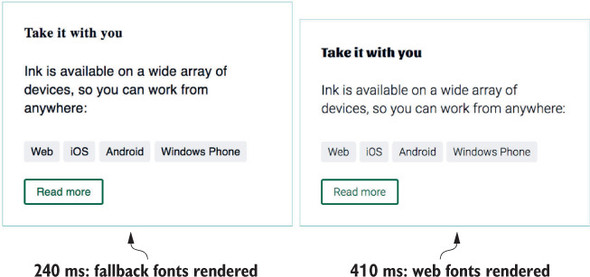 Take it with you
Ink is available on a wide array of
devices, so you can work from
anywhere:
Web iOS Android Windows Phone
Read more
240 ms: fallback fonts rendered
Take it with you
Ink is available on a wide array of
devices, so you can work from anywhere:
Web iOS Android Windows Phone
Read more
410 ms: web fonts rendered